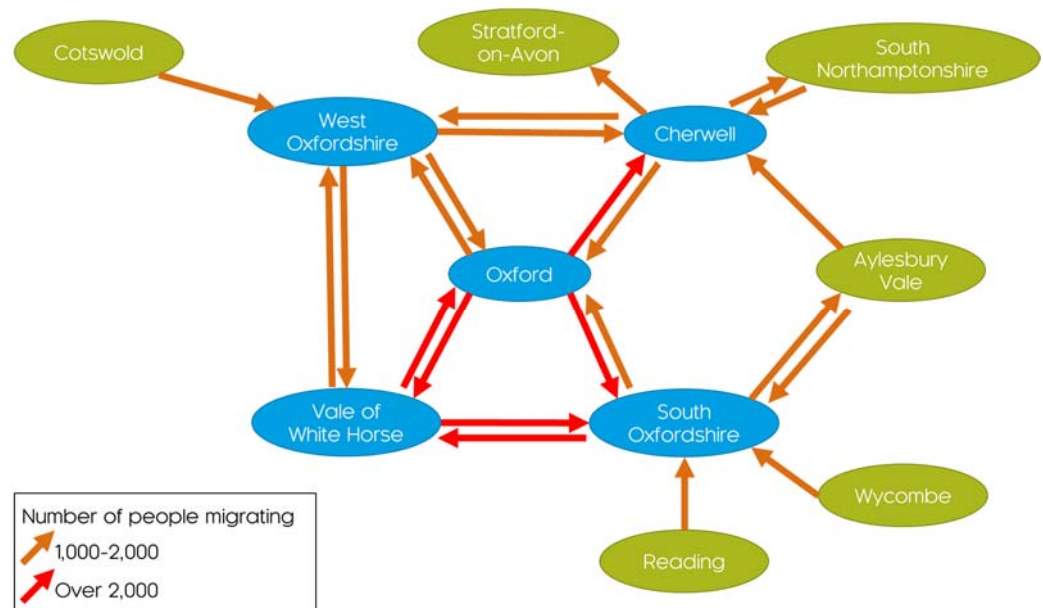 Cotswold
Stratford-
on-Avon
South
Northamptonshire
West
Oxfordshire
Cherwell
Oxford
Aylesbury
Vale
Vale of
White Horse
South
Oxfordshire
Wycombe
Reading
Number of people migrating
1,000-2,000
Over 2,000